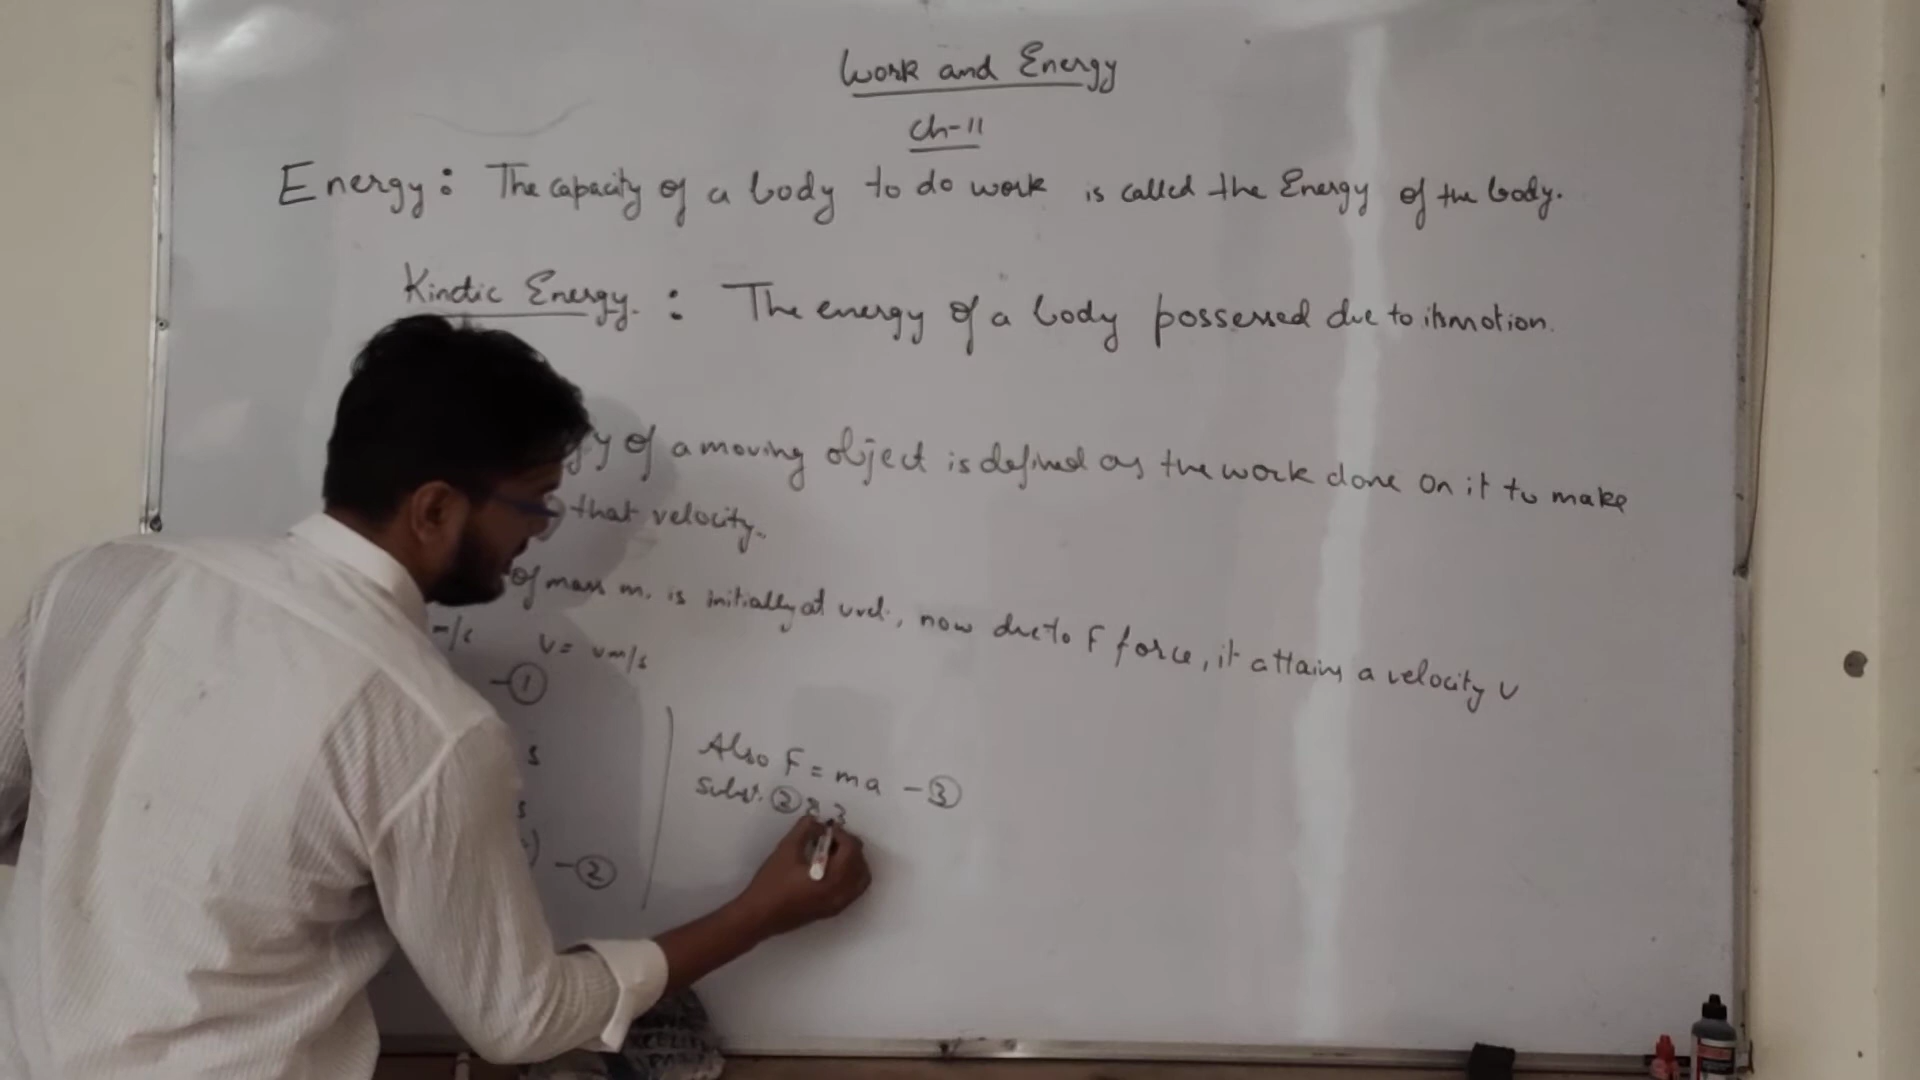 Work and Energy
Ch-11
Energy: The capacity of a body to do work is called the Energy of the body.
Kinetic Energy. : The energy of a body possessed due to its motion.
gy of a moving object is defined as the work done on it to make
that velocity.
of mass m. is initially at u vel., now due to F force, it attains a velocity v
m/s v = v m/s
-①
s
s
) -②
Also F = ma -③
Subst. ② & 3